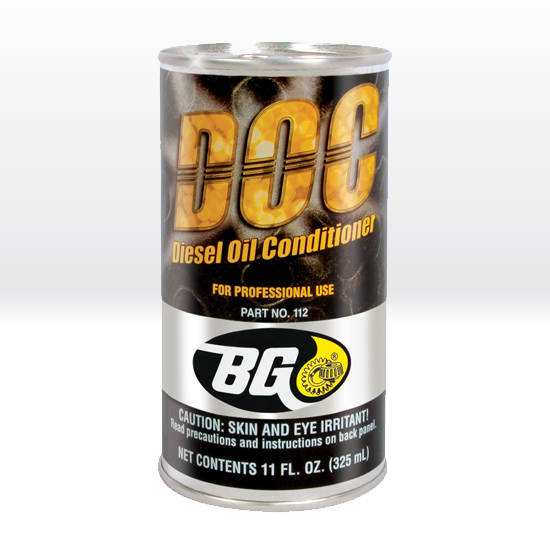 DOC
Diesel Oil Conditioner
FOR PROFESSIONAL USE
PART NO. 112
BG®
CAUTION: SKIN AND EYE IRRITANT!
Read precautions and instructions on back panel.
NET CONTENTS 11 FL. OZ. (325 mL)